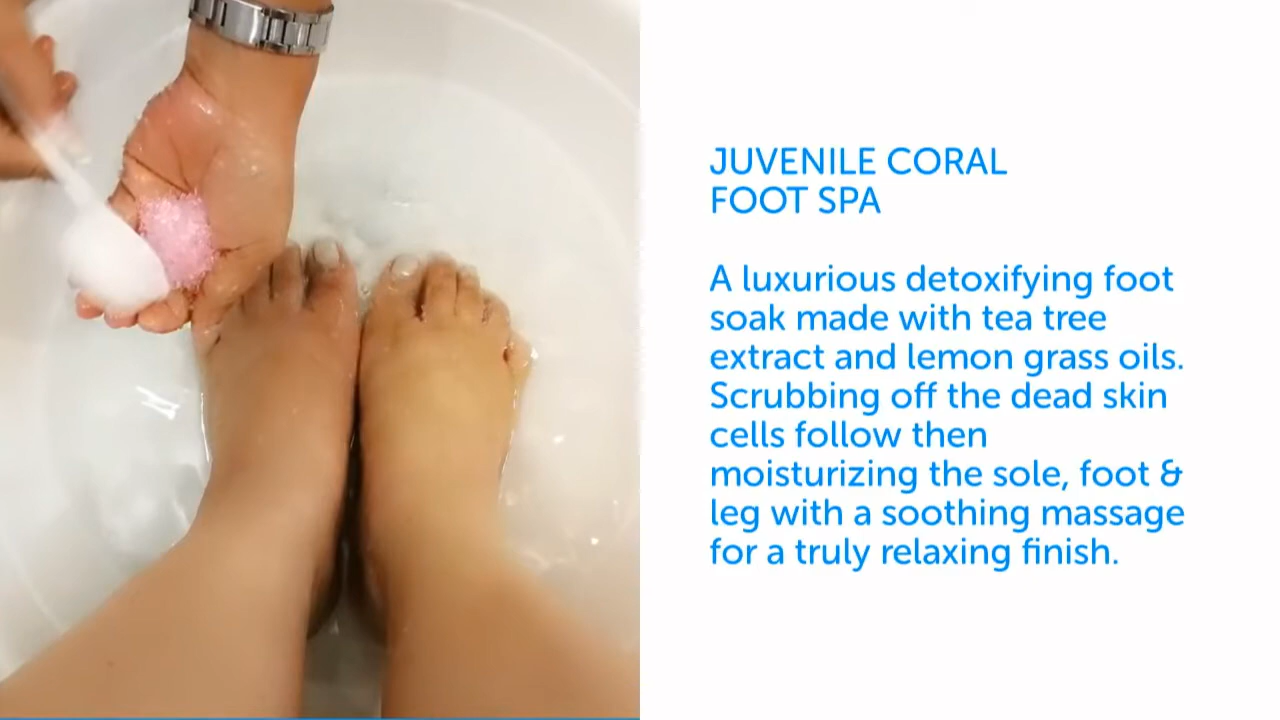 JUVENILE CORAL
FOOT SPA
A luxurious detoxifying foot
soak made with tea tree
extract and lemon grass oils.
Scrubbing off the dead skin
cells follow then
moisturizing the sole, foot &
leg with a soothing massage
for a truly relaxing finish.